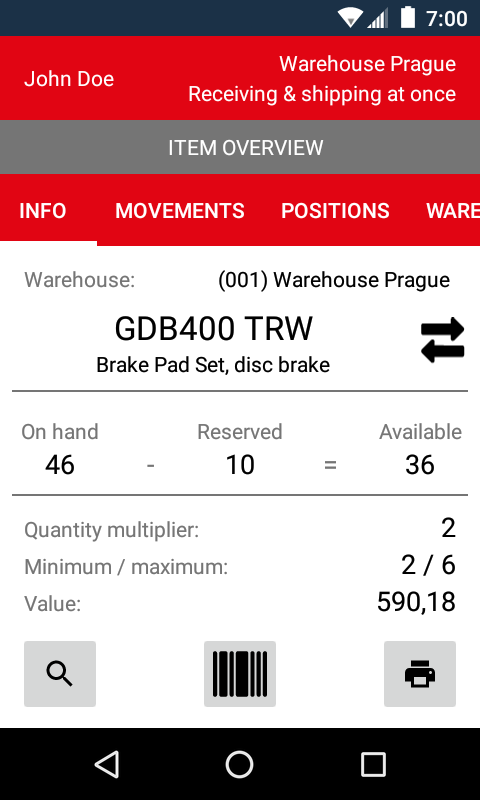 7:00
John Doe
Warehouse Prague
Receiving & shipping at once
ITEM OVERVIEW
INFO MOVEMENTS POSITIONS WARE
Warehouse: (001) Warehouse Prague
GDB400 TRW
Brake Pad Set, disc brake
On hand Reserved Available
46 - 10 = 36
Quantity multiplier: 2
Minimum / maximum: 2 / 6
Value: 590,18